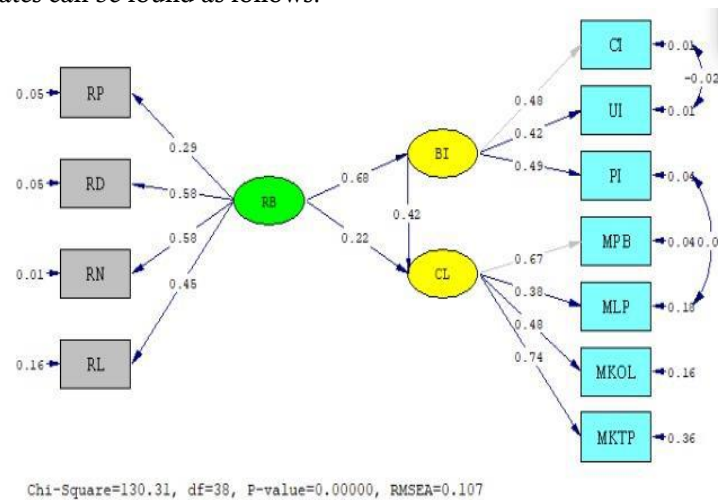 ates can be found as follows:
CI
0.01
-0.02
0.05
RP
0.48
UI
0.01
0.29
0.42
BI
0.49
PI
0.04
0.05
RD
0.58
0.68
RB
0.42
0.58
0.22
MPB
0.04
0.0
0.01
RN
CL
0.67
0.45
0.38
MLP
0.18
0.48
0.16
RL
0.74
MKOL
0.16
MKTP
0.36
Chi-Square=130.31, df=38, P-value=0.00000, RMSEA=0.107